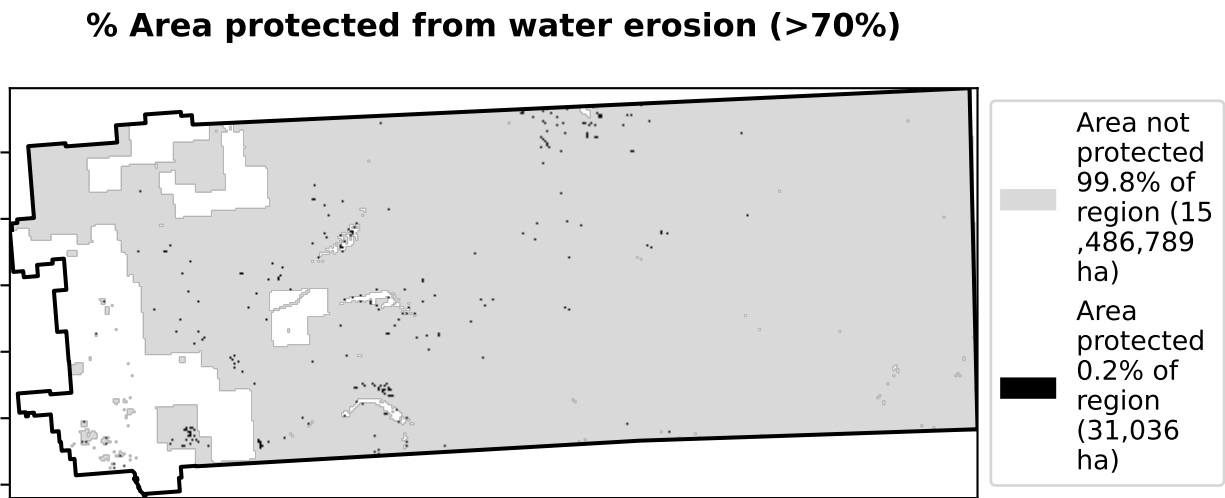 % Area protected from water erosion (>70%)
Area not
protected
99.8% of
region (15
,486,789
ha)
Area
protected
0.2% of
region
(31,036
ha)